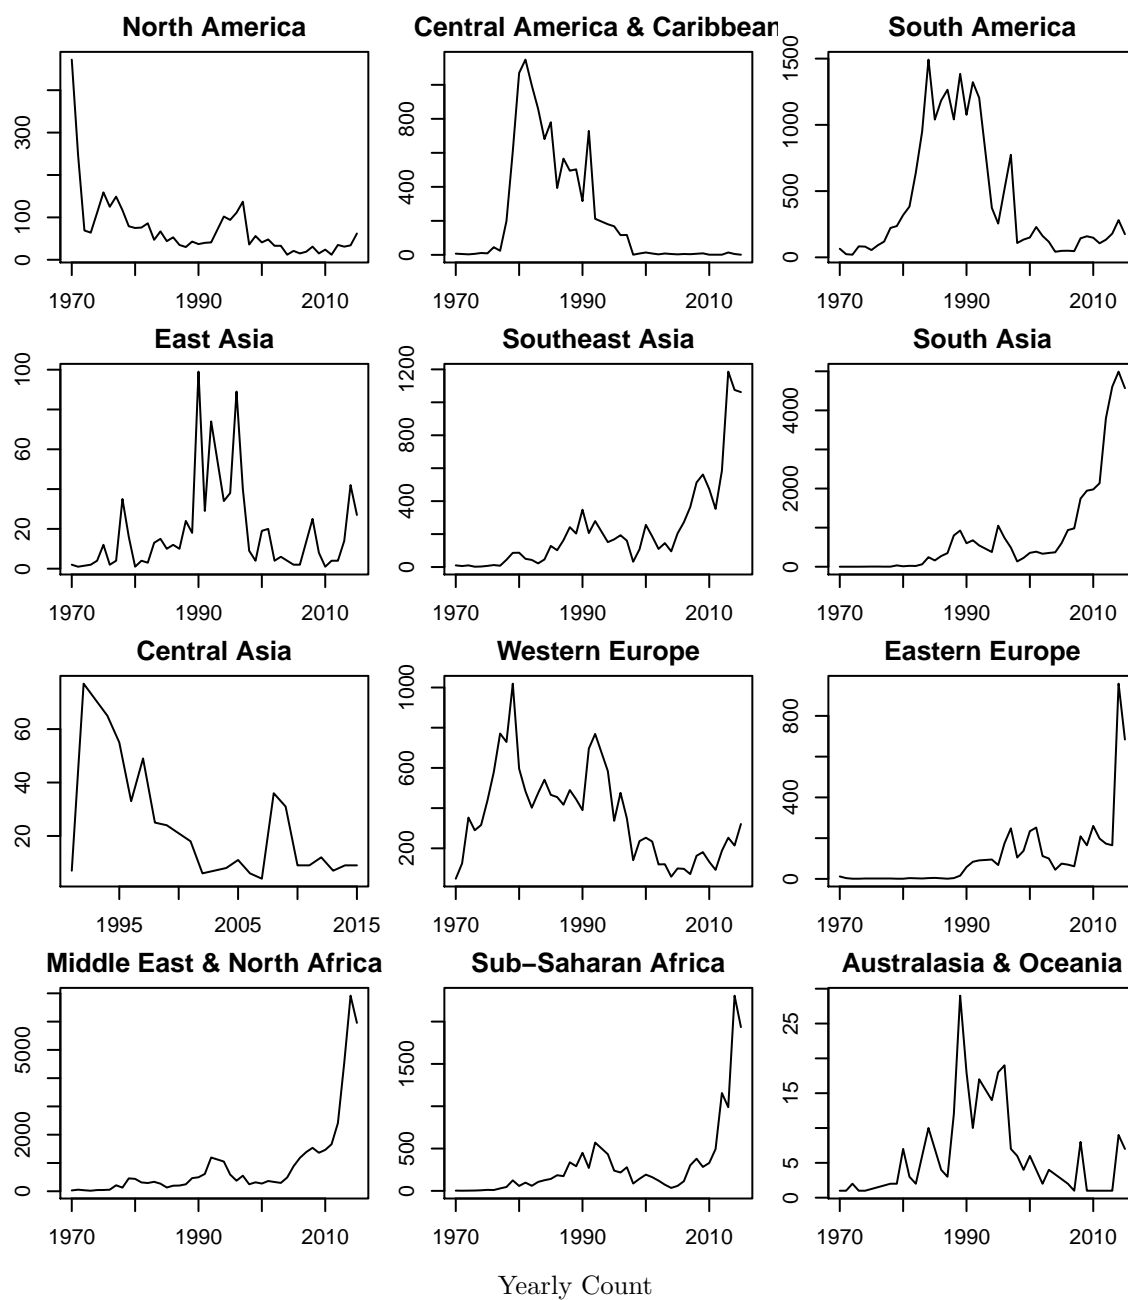 North America
Central America & Caribbean
South America
0 100 300
1970 1990 2010
0 400 800
1970 1990 2010
0 500 1000 1500
1970 1990 2010
East Asia
Southeast Asia
South Asia
0 20 60 100
1970 1990 2010
0 400 800 1200
1970 1990 2010
0 2000 4000
1970 1990 2010
Central Asia
Western Europe
Eastern Europe
20 40 60
1995 2005 2015
200 600 1000
1970 1990 2010
0 400 800
1970 1990 2010
Middle East & North Africa
Sub−Saharan Africa
Australasia & Oceania
0 2000 5000
1970 1990 2010
0 500 1500
1970 1990 2010
0 5 15 25
1970 1990 2010
Yearly Count